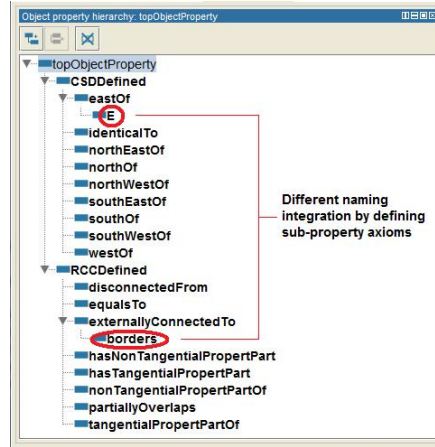 Object property hierarchy: topObjectProperty
topObjectProperty
CSDDefined
eastOf
E
identicalTo
northEastOf
northOf
northWestOf
southEastOf
southOf
southWestOf
westOf
RCCDefined
disconnectedFrom
equalsTo
externallyConnectedTo
borders
hasNonTangentialPropertPart
hasTangentialPropertPart
nonTangentialPropertPartOf
partiallyOverlaps
tangentialPropertPartOf
Different naming
integration by defining
sub-property axioms